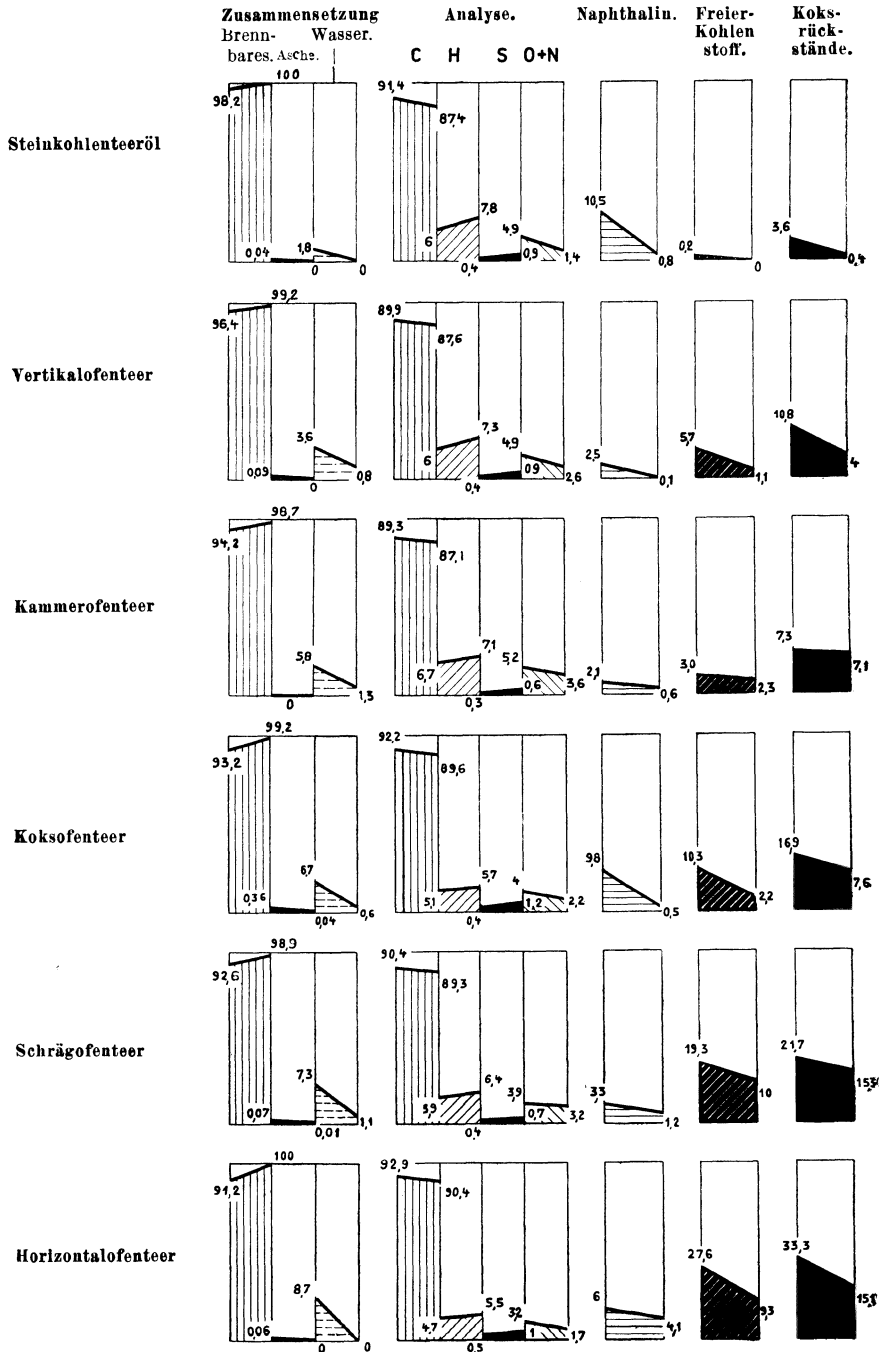 Zusammensetzung Analyse. Naphthalin. Freier- Koks-
Brenn- Wasser. Kohlen rück-
bares. Asche. C H S O+N stoff. stände.
100
98,2 91,4 87,4
Steinkohlenteeröl
7,8 10,5
0,04 1,8 6 4,9 0,2 3,6
0 0 0,4 0,9 1,4 0,8 0 0,4
99,2
96,4 89,9 87,6
Vertikalofenteer
3,6 7,3 4,9 2,5 5,7 10,8
0,09 0 0,8 6 0,4 0,9 2,6 0,1 1,1 4
98,7
94,2 89,3 87,1
Kammerofenteer
5,8 7,1 5,2 2,1 3,0 7,3
0 1,3 6,7 0,3 0,6 3,6 0,6 2,3 7,1
99,2
93,2 92,2 89,6
Koksofenteer
6,7 5,7 4 9,8 10,3 16,9
0,36 0,04 0,6 5,1 0,4 1,2 2,2 0,5 2,2 7,6
98,9
92,6 90,4 89,3
Schrägofenteer
7,3 6,4 3,9 3,3 19,3 21,7
0,07 0,01 1,1 5,9 0,4 0,7 3,2 1,2 10
100
91,2 92,9 90,4
Horizontalofenteer
8,7 5,5 3,2 6 27,6 33,3
0,06 0 0 4,7 0,3 1 1,7 4,1 9,3